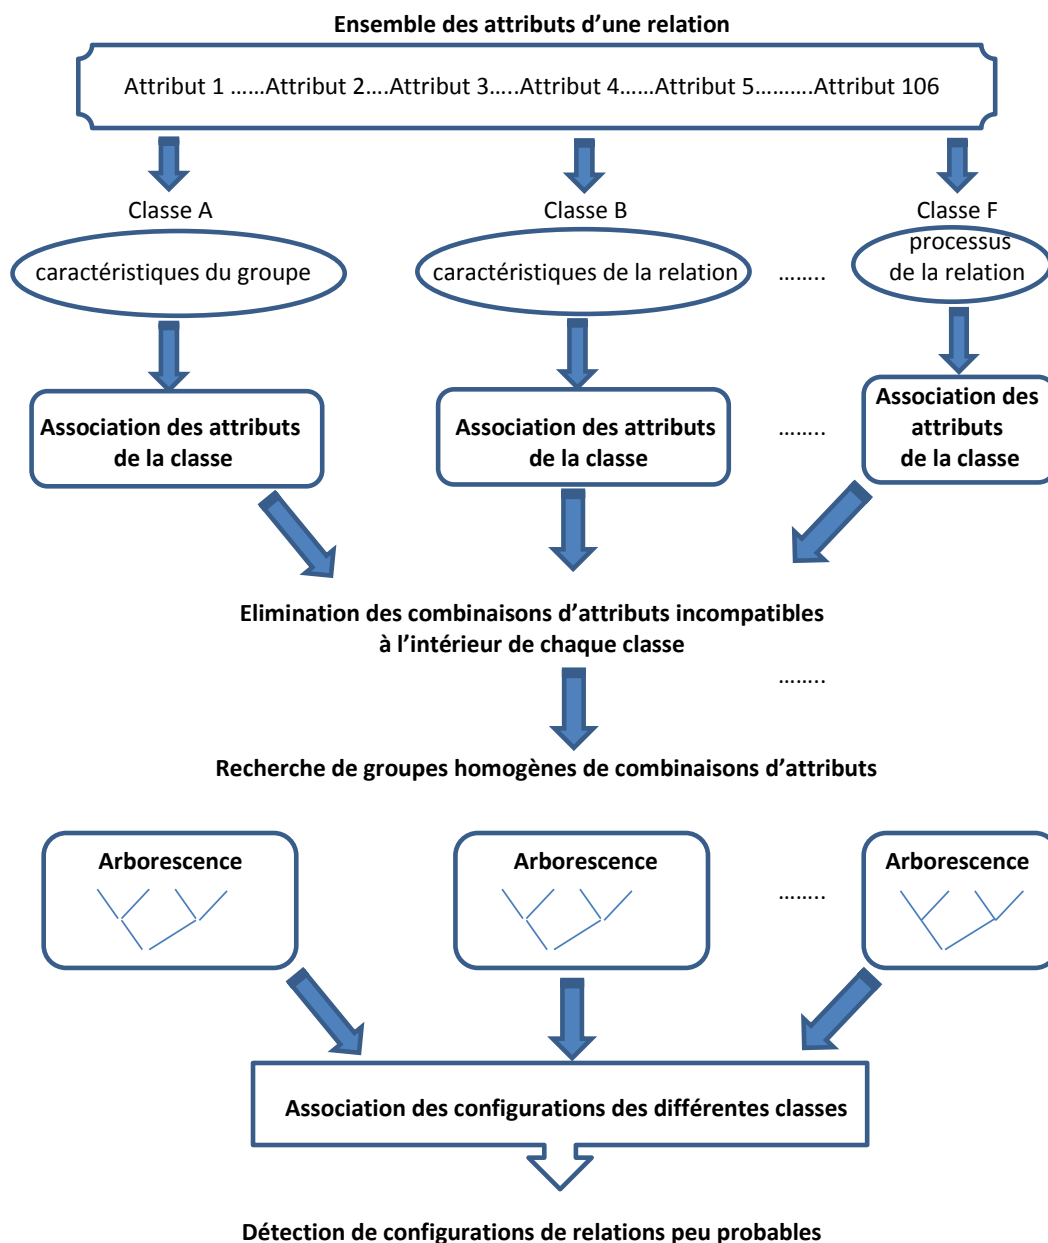 Ensemble des attributs d’une relation
Attribut 1 ……Attribut 2….Attribut 3…..Attribut 4……Attribut 5……….Attribut 106
Classe A
Classe B
Classe F
caractéristiques du groupe
caractéristiques de la relation
……..
processus
de la relation
Association des attributs
de la classe
Association des attributs
de la classe
……..
Association des
attributs
de la classe
Elimination des combinaisons d’attributs incompatibles
à l’intérieur de chaque classe
……..
Recherche de groupes homogènes de combinaisons d’attributs
Arborescence
Arborescence
……..
Arborescence
Association des configurations des différentes classes
Détection de configurations de relations peu probables